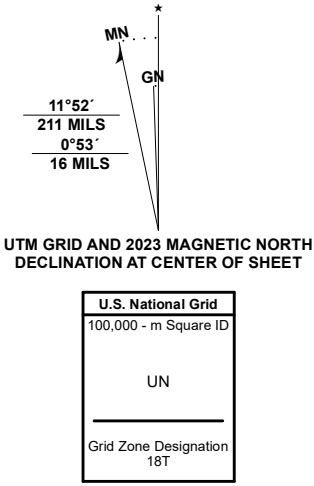 ★
MN
GN
11°52´
211 MILS
0°53´
16 MILS
UTM GRID AND 2023 MAGNETIC NORTH
DECLINATION AT CENTER OF SHEET
U.S. National Grid
100,000 - m Square ID
UN
Grid Zone Designation
18T